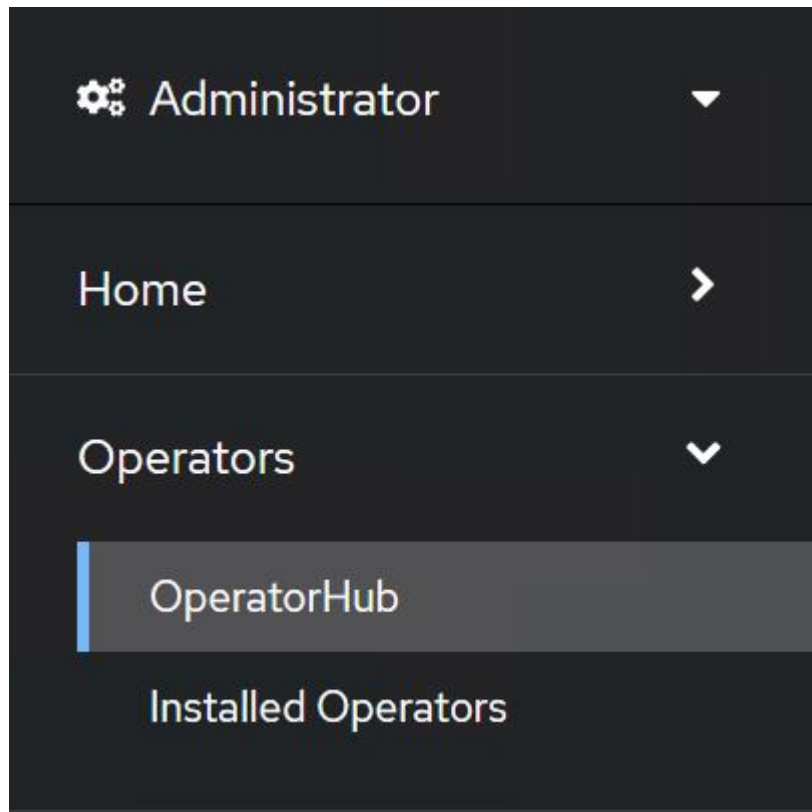 Administrator
Home
Operators
OperatorHub
Installed Operators